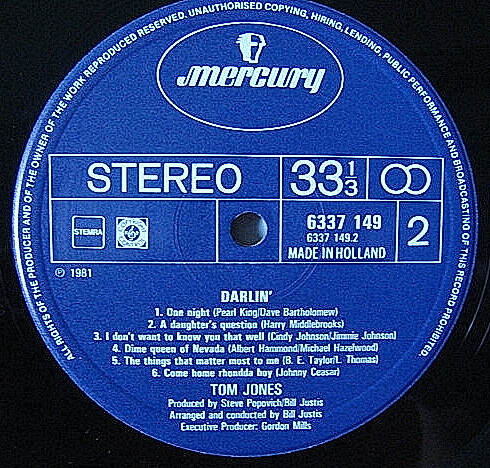 ALL RIGHTS OF THE PRODUCER AND OF THE OWNER OF THE WORK REPRODUCED RESERVED. UNAUTHORISED COPYING, HIRING, LENDING, PUBLIC PERFORMANCE AND BROADCASTING OF THIS RECORD PROHIBITED
mercury
STEREO 33 1/3
STEMRA
6337 149
6337 149.2
MADE IN HOLLAND
2
℗ 1981
DARLIN'
1. One night (Pearl King/Dave Bartholomew)
2. A daughter's question (Harry Middlebrooks)
3. I don't want to know you that well (Cindy Johnson/Jimmie Johnson)
4. Dime queen of Nevada (Albert Hammond/Michael Hazelwood)
5. The things that matter most to me (B. E. Taylor/L. Thomas)
6. Come home rhondda boy (Johnny Ceasar)
TOM JONES
Produced by Steve Popovich/Bill Justis
Arranged and conducted by Bill Justis
Executive Producer: Gordon Mills